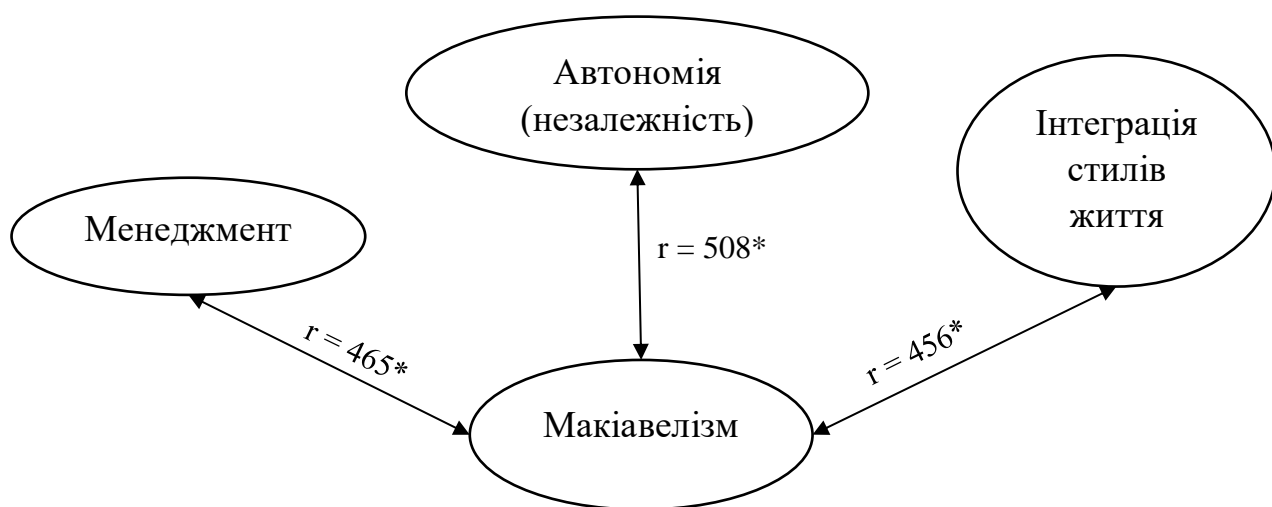 Автономія
(незалежність)
Інтеграція
стилів
життя
Менеджмент
r = 508*
r = 465*
r = 456*
Макіавелізм